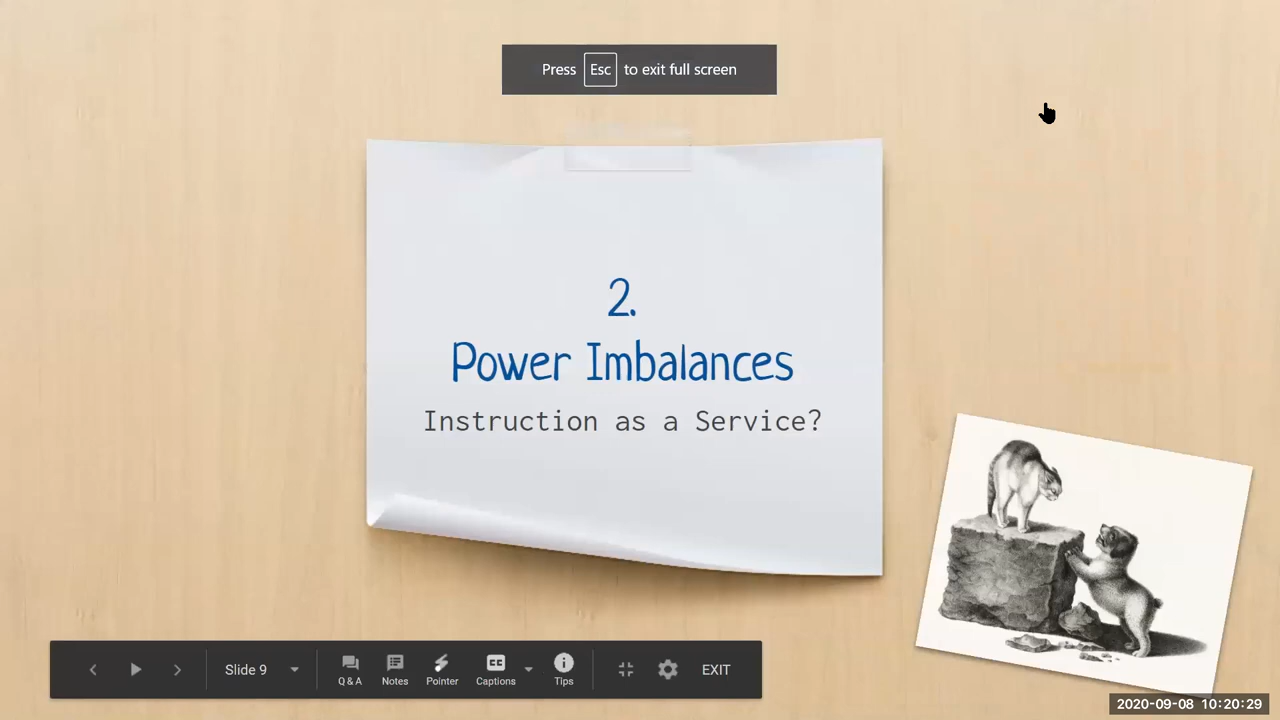 Press Esc to exit full screen
2.
Power Imbalances
Instruction as a Service?
Slide 9
Q & A Notes Pointer Captions Tips EXIT
2020-09-08 10:20:29